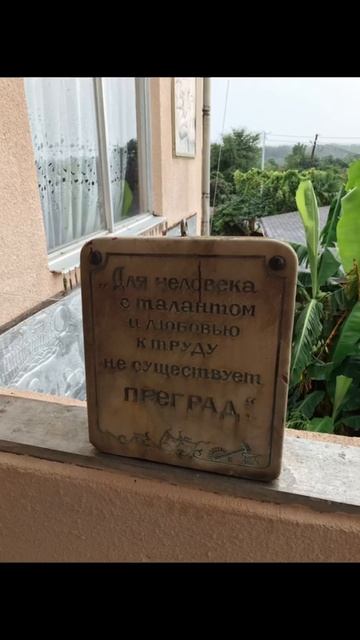 „Для человека
с талантом
и любовью
к труду
не существует
ПРЕГРАД.“